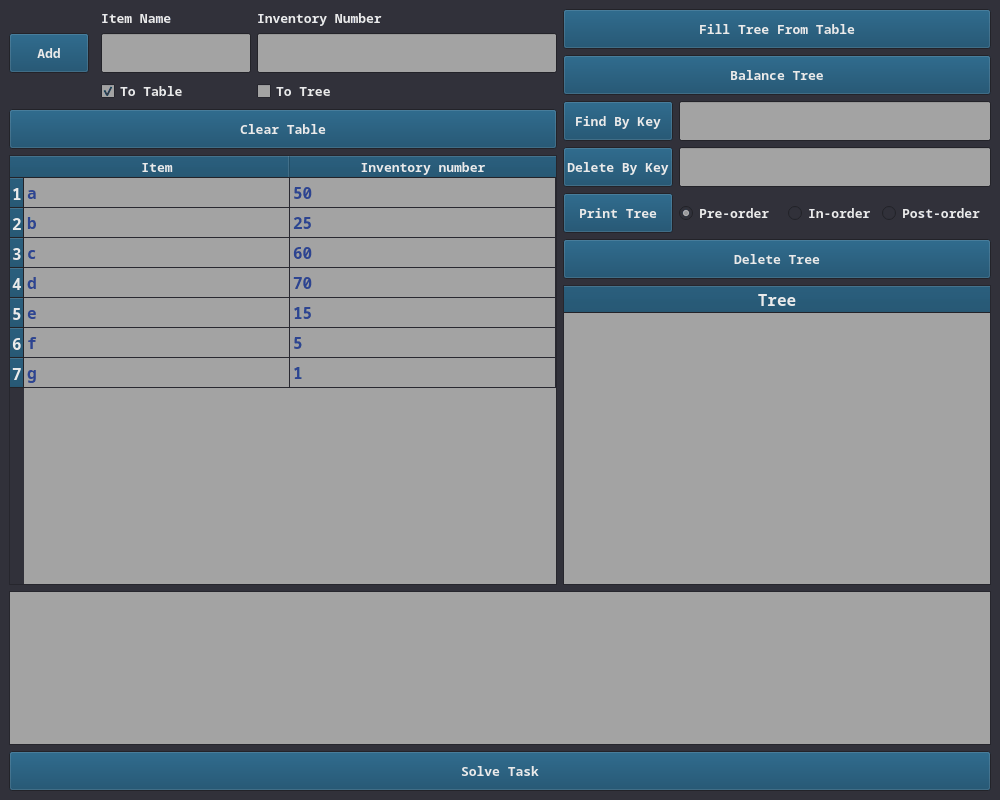 Item Name Inventory Number
Add
To Table To Tree
Clear Table
Item Inventory number
1 a 50
2 b 25
3 c 60
4 d 70
5 e 15
6 f 5
7 g 1
Fill Tree From Table
Balance Tree
Find By Key
Delete By Key
Print Tree Pre-order In-order Post-order
Delete Tree
Tree
Solve Task